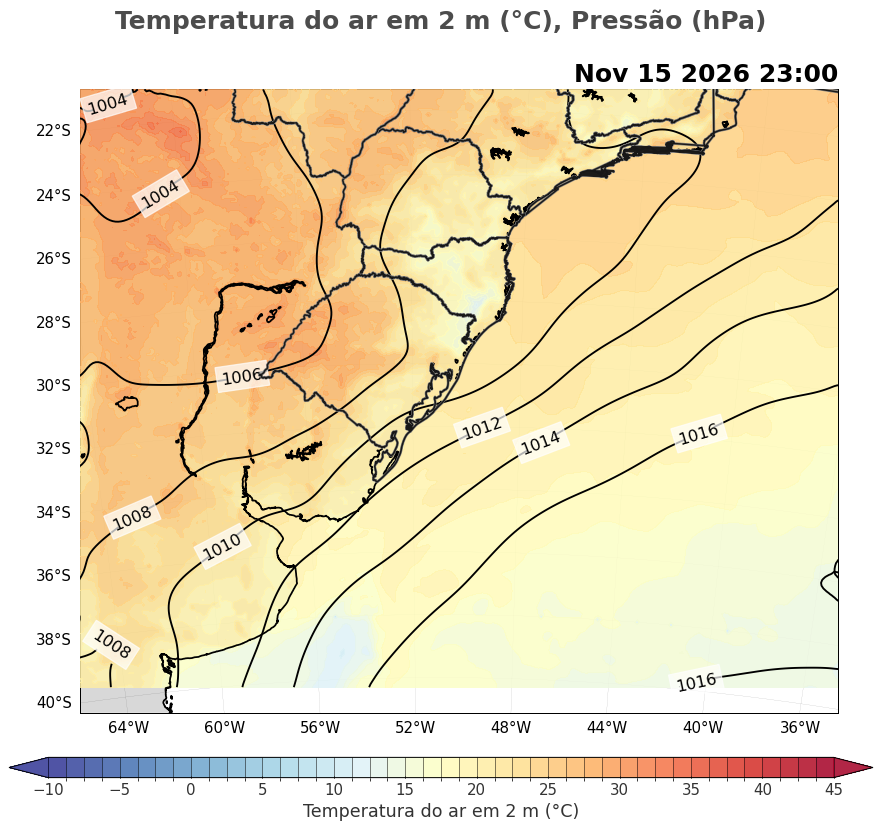 Temperatura do ar em 2 m (°C), Pressão (hPa)
Nov 15 2026 23:00
1004
22°S
1004
24°S
26°S
28°S
1006
30°S
1012
1016
32°S
1014
1008
34°S
1010
36°S
1008
38°S
1016
40°S
64°W 60°W 56°W 52°W 48°W 44°W 40°W 36°W
−10 −5 0 5 10 15 20 25 30 35 40 45
Temperatura do ar em 2 m (°C)